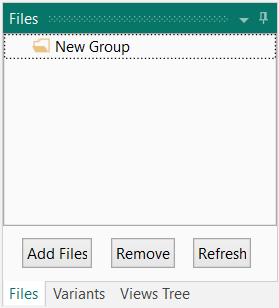 Files
New Group
Add Files Remove Refresh
Files Variants Views Tree